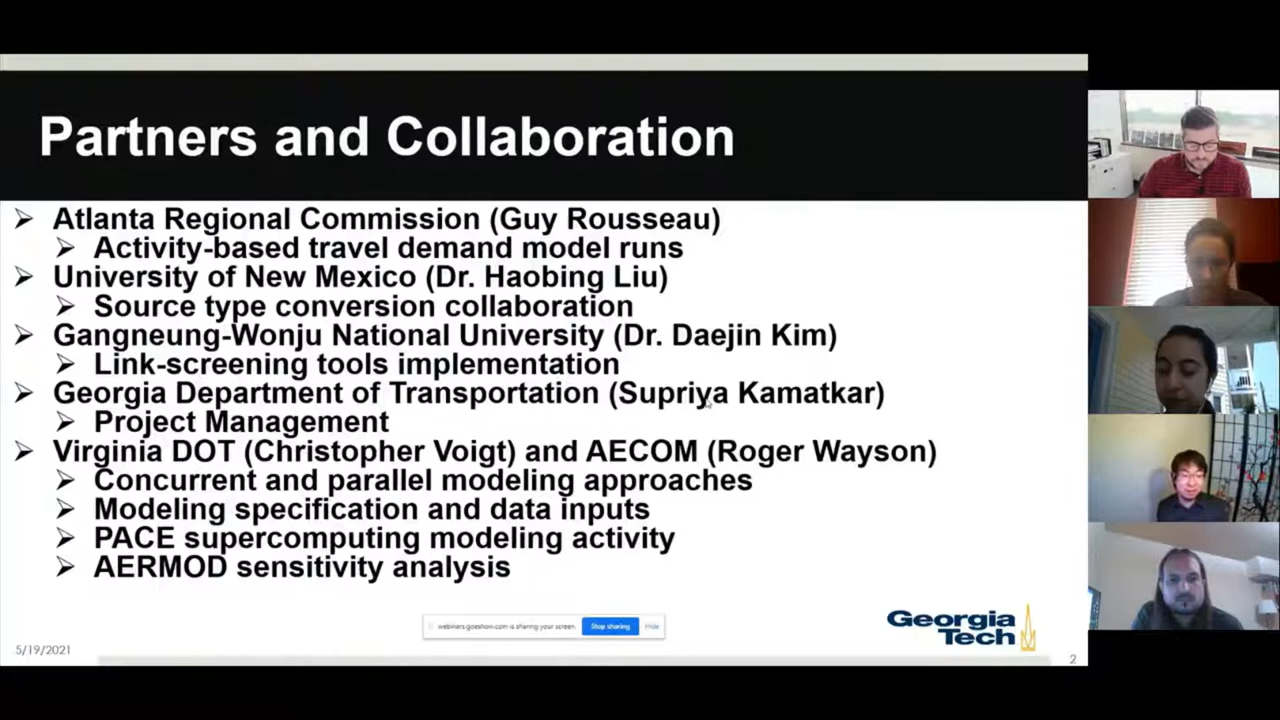 Partners and Collaboration
➢ Atlanta Regional Commission (Guy Rousseau)
➢ Activity-based travel demand model runs
➢ University of New Mexico (Dr. Haobing Liu)
➢ Source type conversion collaboration
➢ Gangneung-Wonju National University (Dr. Daejin Kim)
➢ Link-screening tools implementation
➢ Georgia Department of Transportation (Supriya Kamatkar)
➢ Project Management
➢ Virginia DOT (Christopher Voigt) and AECOM (Roger Wayson)
➢ Concurrent and parallel modeling approaches
➢ Modeling specification and data inputs
➢ PACE supercomputing modeling activity
➢ AERMOD sensitivity analysis
webinars.goeshow.com is sharing your screen. Stop sharing Hide
Georgia
Tech
5/19/2021
2